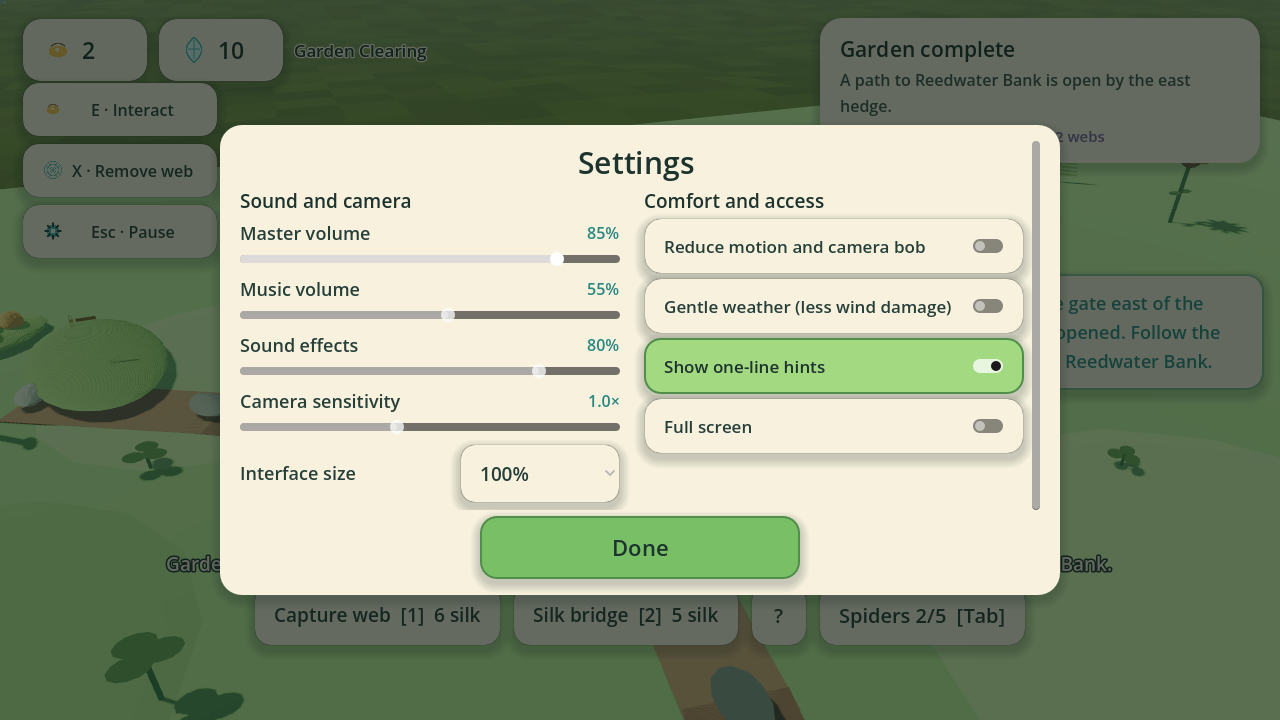 2
10
Garden Clearing
E · Interact
X · Remove web
Esc · Pause
Garden complete
A path to Reedwater Bank is open by the east
hedge.
webs
gate east of the
opened. Follow the
Reedwater Bank.
Settings
Sound and camera
Master volume 85%
Music volume 55%
Sound effects 80%
Camera sensitivity 1.0×
Interface size 100%
Comfort and access
Reduce motion and camera bob
Gentle weather (less wind damage)
Show one-line hints
Full screen
Done
Bank.
Capture web [1] 6 silk
Silk bridge [2] 5 silk
?
Spiders 2/5 [Tab]